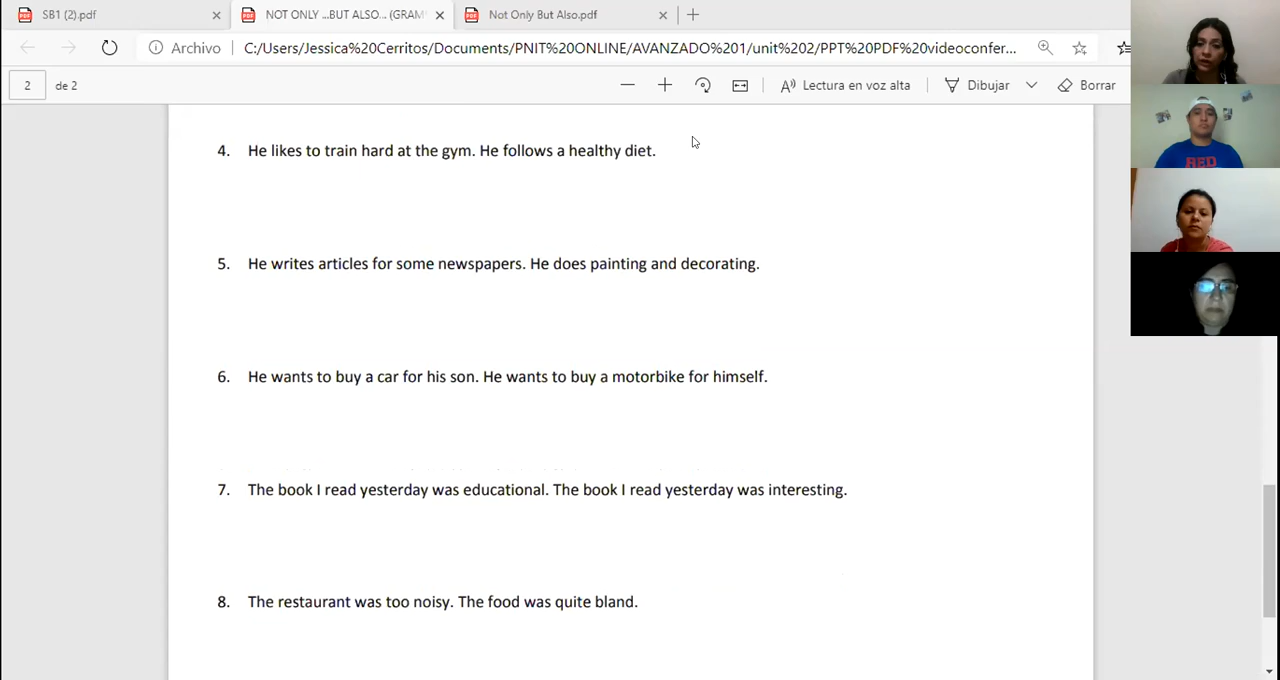 SB1 (2).pdf
NOT ONLY ...BUT ALSO... (GRAM
Not Only But Also.pdf
Archivo
C:/Users/Jessica%20Cerritos/Documents/PNIT%20ONLINE/AVANZADO%201/unit%202/PPT%20PDF%20videoconfer...
2 de 2
Lectura en voz alta
Dibujar
Borrar
4. He likes to train hard at the gym. He follows a healthy diet.
5. He writes articles for some newspapers. He does painting and decorating.
6. He wants to buy a car for his son. He wants to buy a motorbike for himself.
7. The book I read yesterday was educational. The book I read yesterday was interesting.
8. The restaurant was too noisy. The food was quite bland.
RED